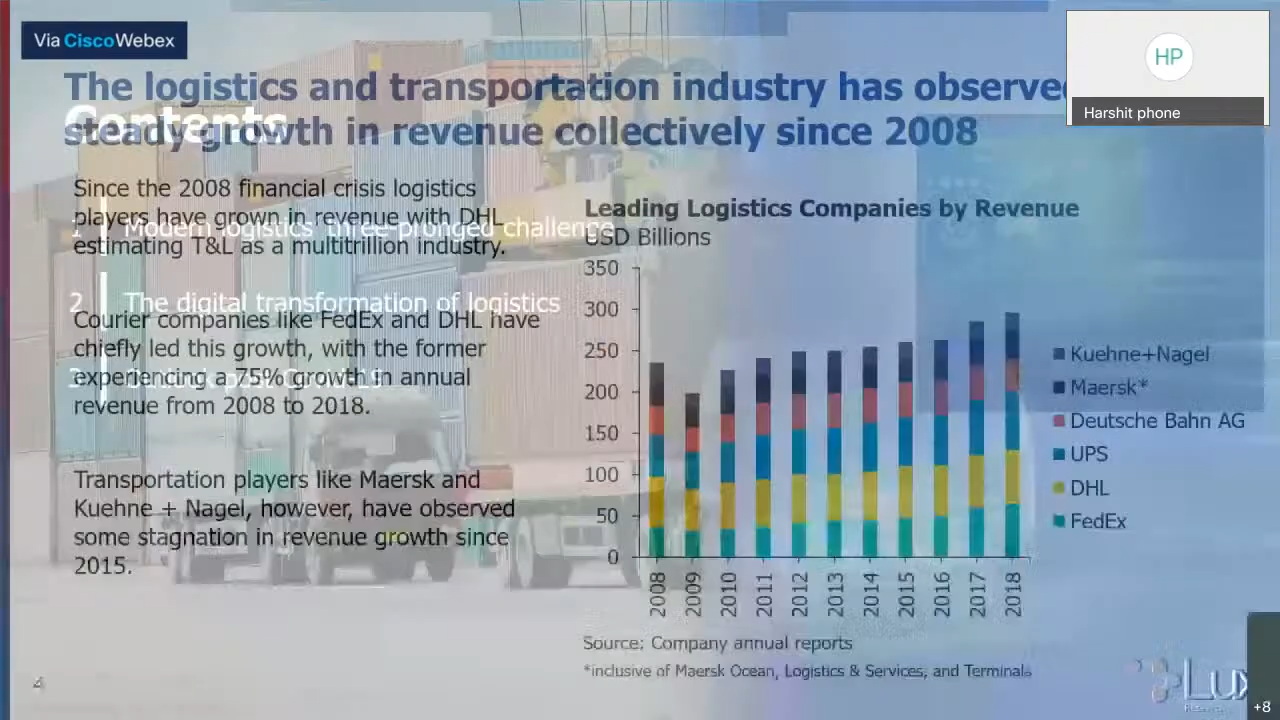 Via Cisco Webex
HP
Harshit phone
The logistics and transportation industry has observed
steady growth in revenue collectively since 2008
Contents
Since the 2008 financial crisis logistics
players have grown in revenue with DHL
estimating T&L as a multitrillion industry.
1 Modern logistics' three-pronged challenge
2 The digital transformation of logistics
3
Courier companies like FedEx and DHL have
chiefly led this growth, with the former
experiencing a 75% growth in annual
revenue from 2008 to 2018.
Transportation players like Maersk and
Kuehne + Nagel, however, have observed
some stagnation in revenue growth since
2015.
Leading Logistics Companies by Revenue
USD Billions
350
300
250
200
150
100
50
0
2008 2009 2010 2011 2012 2013 2014 2015 2016 2017 2018
Kuehne+Nagel
Maersk*
Deutsche Bahn AG
UPS
DHL
FedEx
Source: Company annual reports
*inclusive of Maersk Ocean, Logistics & Services, and Terminals
4
Lux
+8